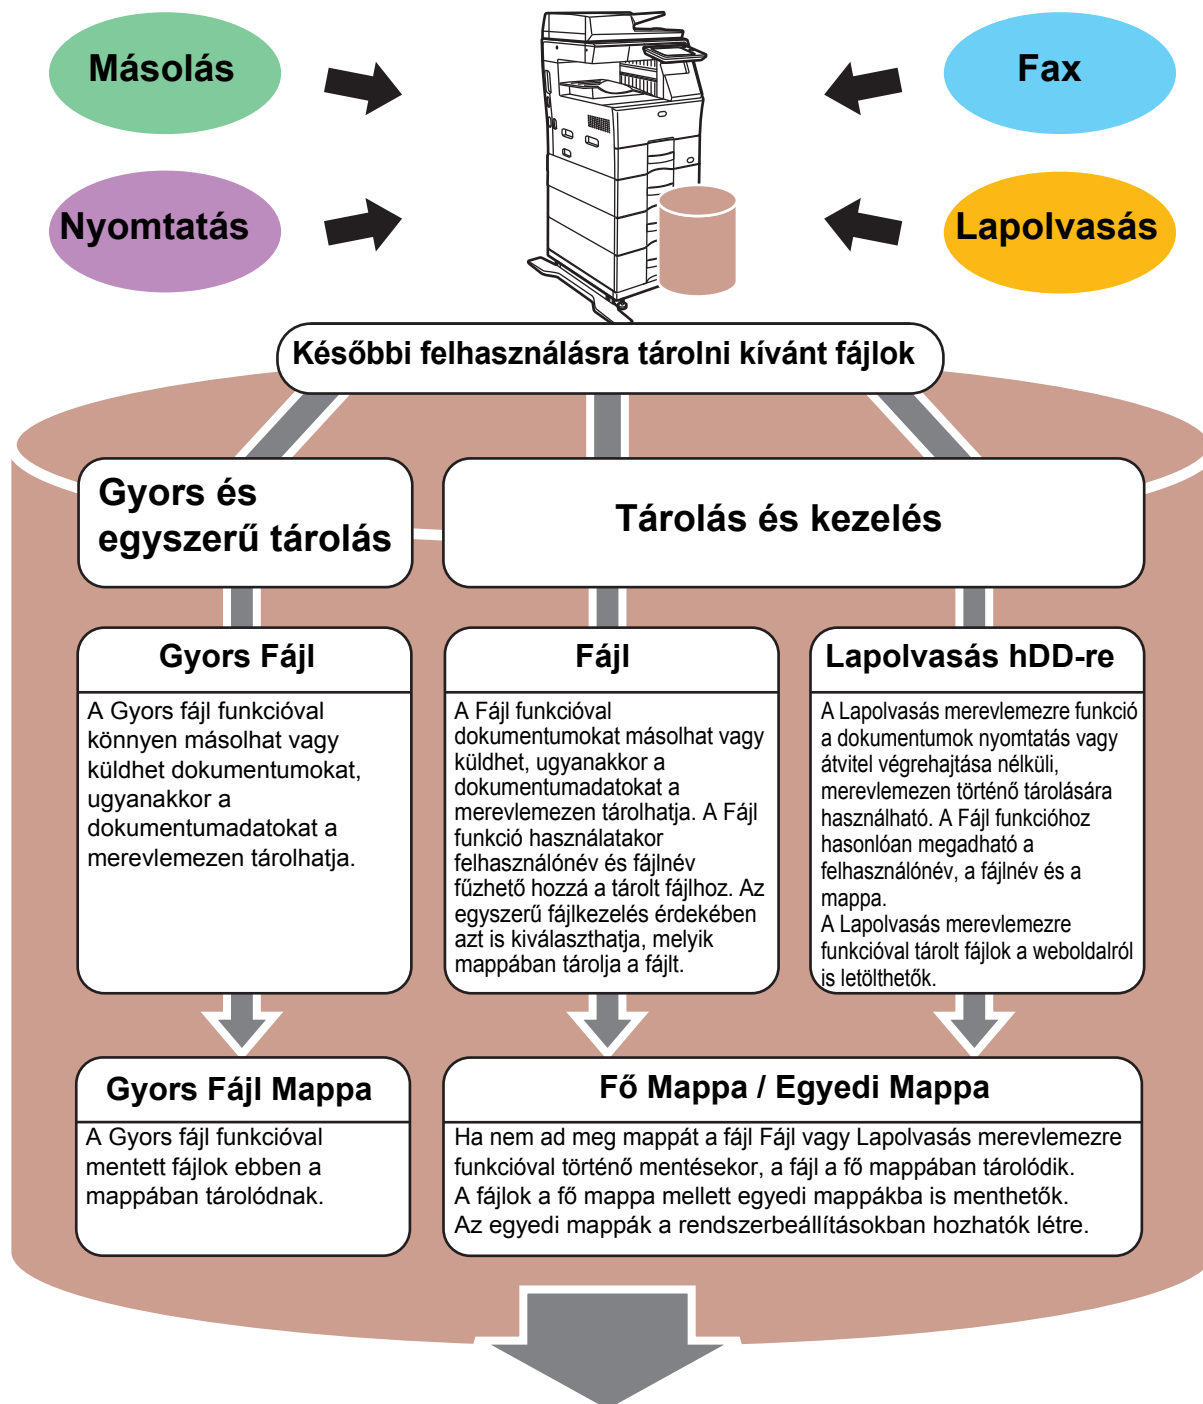 Másolás
Fax
Nyomtatás
Lapolvasás
Későbbi felhasználásra tárolni kívánt fájlok
Gyors és
egyszerű tárolás
Tárolás és kezelés
Gyors Fájl
A Gyors fájl funkcióval
könnyen másolhat vagy
küldhet dokumentumokat,
ugyanakkor a
dokumentumadatokat a
merevlemezen tárolhatja.
Fájl
A Fájl funkcióval
dokumentumokat másolhat vagy
küldhet, ugyanakkor a
dokumentumadatokat a
merevlemezen tárolhatja. A Fájl
funkció használatakor
felhasználónév és fájlnév
fűzhető hozzá a tárolt fájlhoz. Az
egyszerű fájlkezelés érdekében
azt is kiválaszthatja, melyik
mappában tárolja a fájlt.
Lapolvasás hDD-re
A Lapolvasás merevlemezre funkció
a dokumentumok nyomtatás vagy
átvitel végrehajtása nélküli,
merevlemezen történő tárolására
használható. A Fájl funkcióhoz
hasonlóan megadható a
felhasználónév, a fájlnév és a
mappa.
A Lapolvasás merevlemezre
funkcióval tárolt fájlok a weboldalról
is letölthetők.
Gyors Fájl Mappa
A Gyors fájl funkcióval
mentett fájlok ebben a
mappában tárolódnak.
Fő Mappa / Egyedi Mappa
Ha nem ad meg mappát a fájl Fájl vagy Lapolvasás merevlemezre
funkcióval történő mentésekor, a fájl a fő mappában tárolódik.
A fájlok a fő mappa mellett egyedi mappákba is menthetők.
Az egyedi mappák a rendszerbeállításokban hozhatók létre.